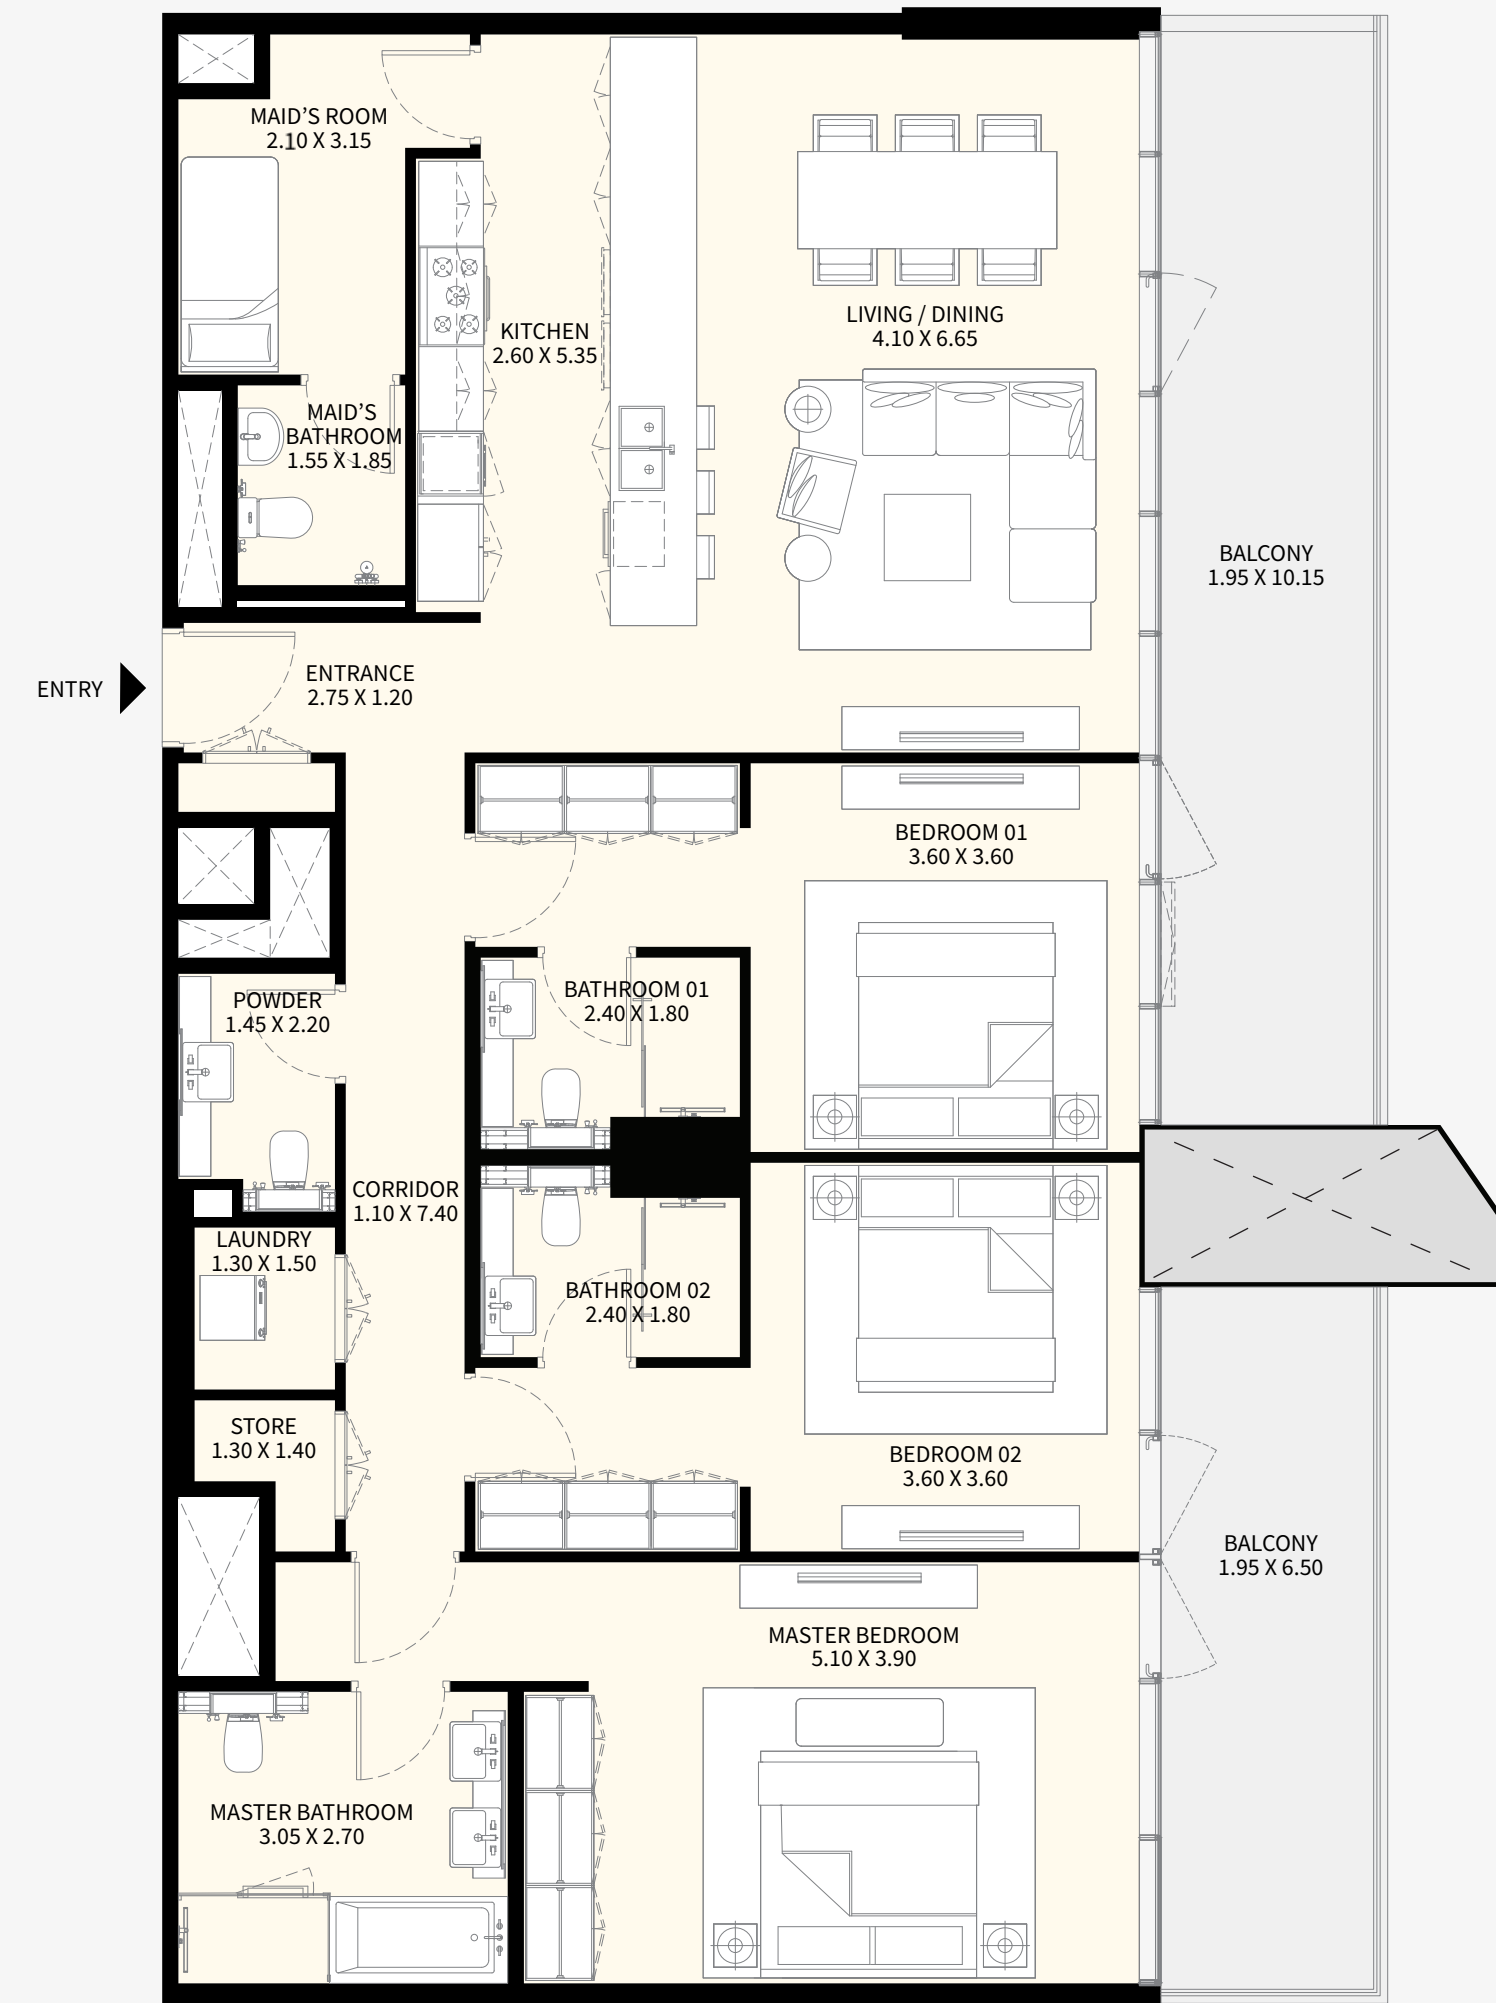 MAID’S ROOM
2.10 X 3.15
LIVING / DINING
4.10 X 6.65
KITCHEN
2.60 X 5.35
MAID’S
BATHROOM
1.55 X 1.85
BALCONY
1.95 X 10.15
ENTRY
ENTRANCE
2.75 X 1.20
BEDROOM 01
3.60 X 3.60
POWDER
1.45 X 2.20
BATHROOM 01
2.40 X 1.80
CORRIDOR
1.10 X 7.40
LAUNDRY
1.30 X 1.50
BATHROOM 02
2.40 X 1.80
STORE
1.30 X 1.40
BEDROOM 02
3.60 X 3.60
BALCONY
1.95 X 6.50
MASTER BEDROOM
5.10 X 3.90
MASTER BATHROOM
3.05 X 2.70